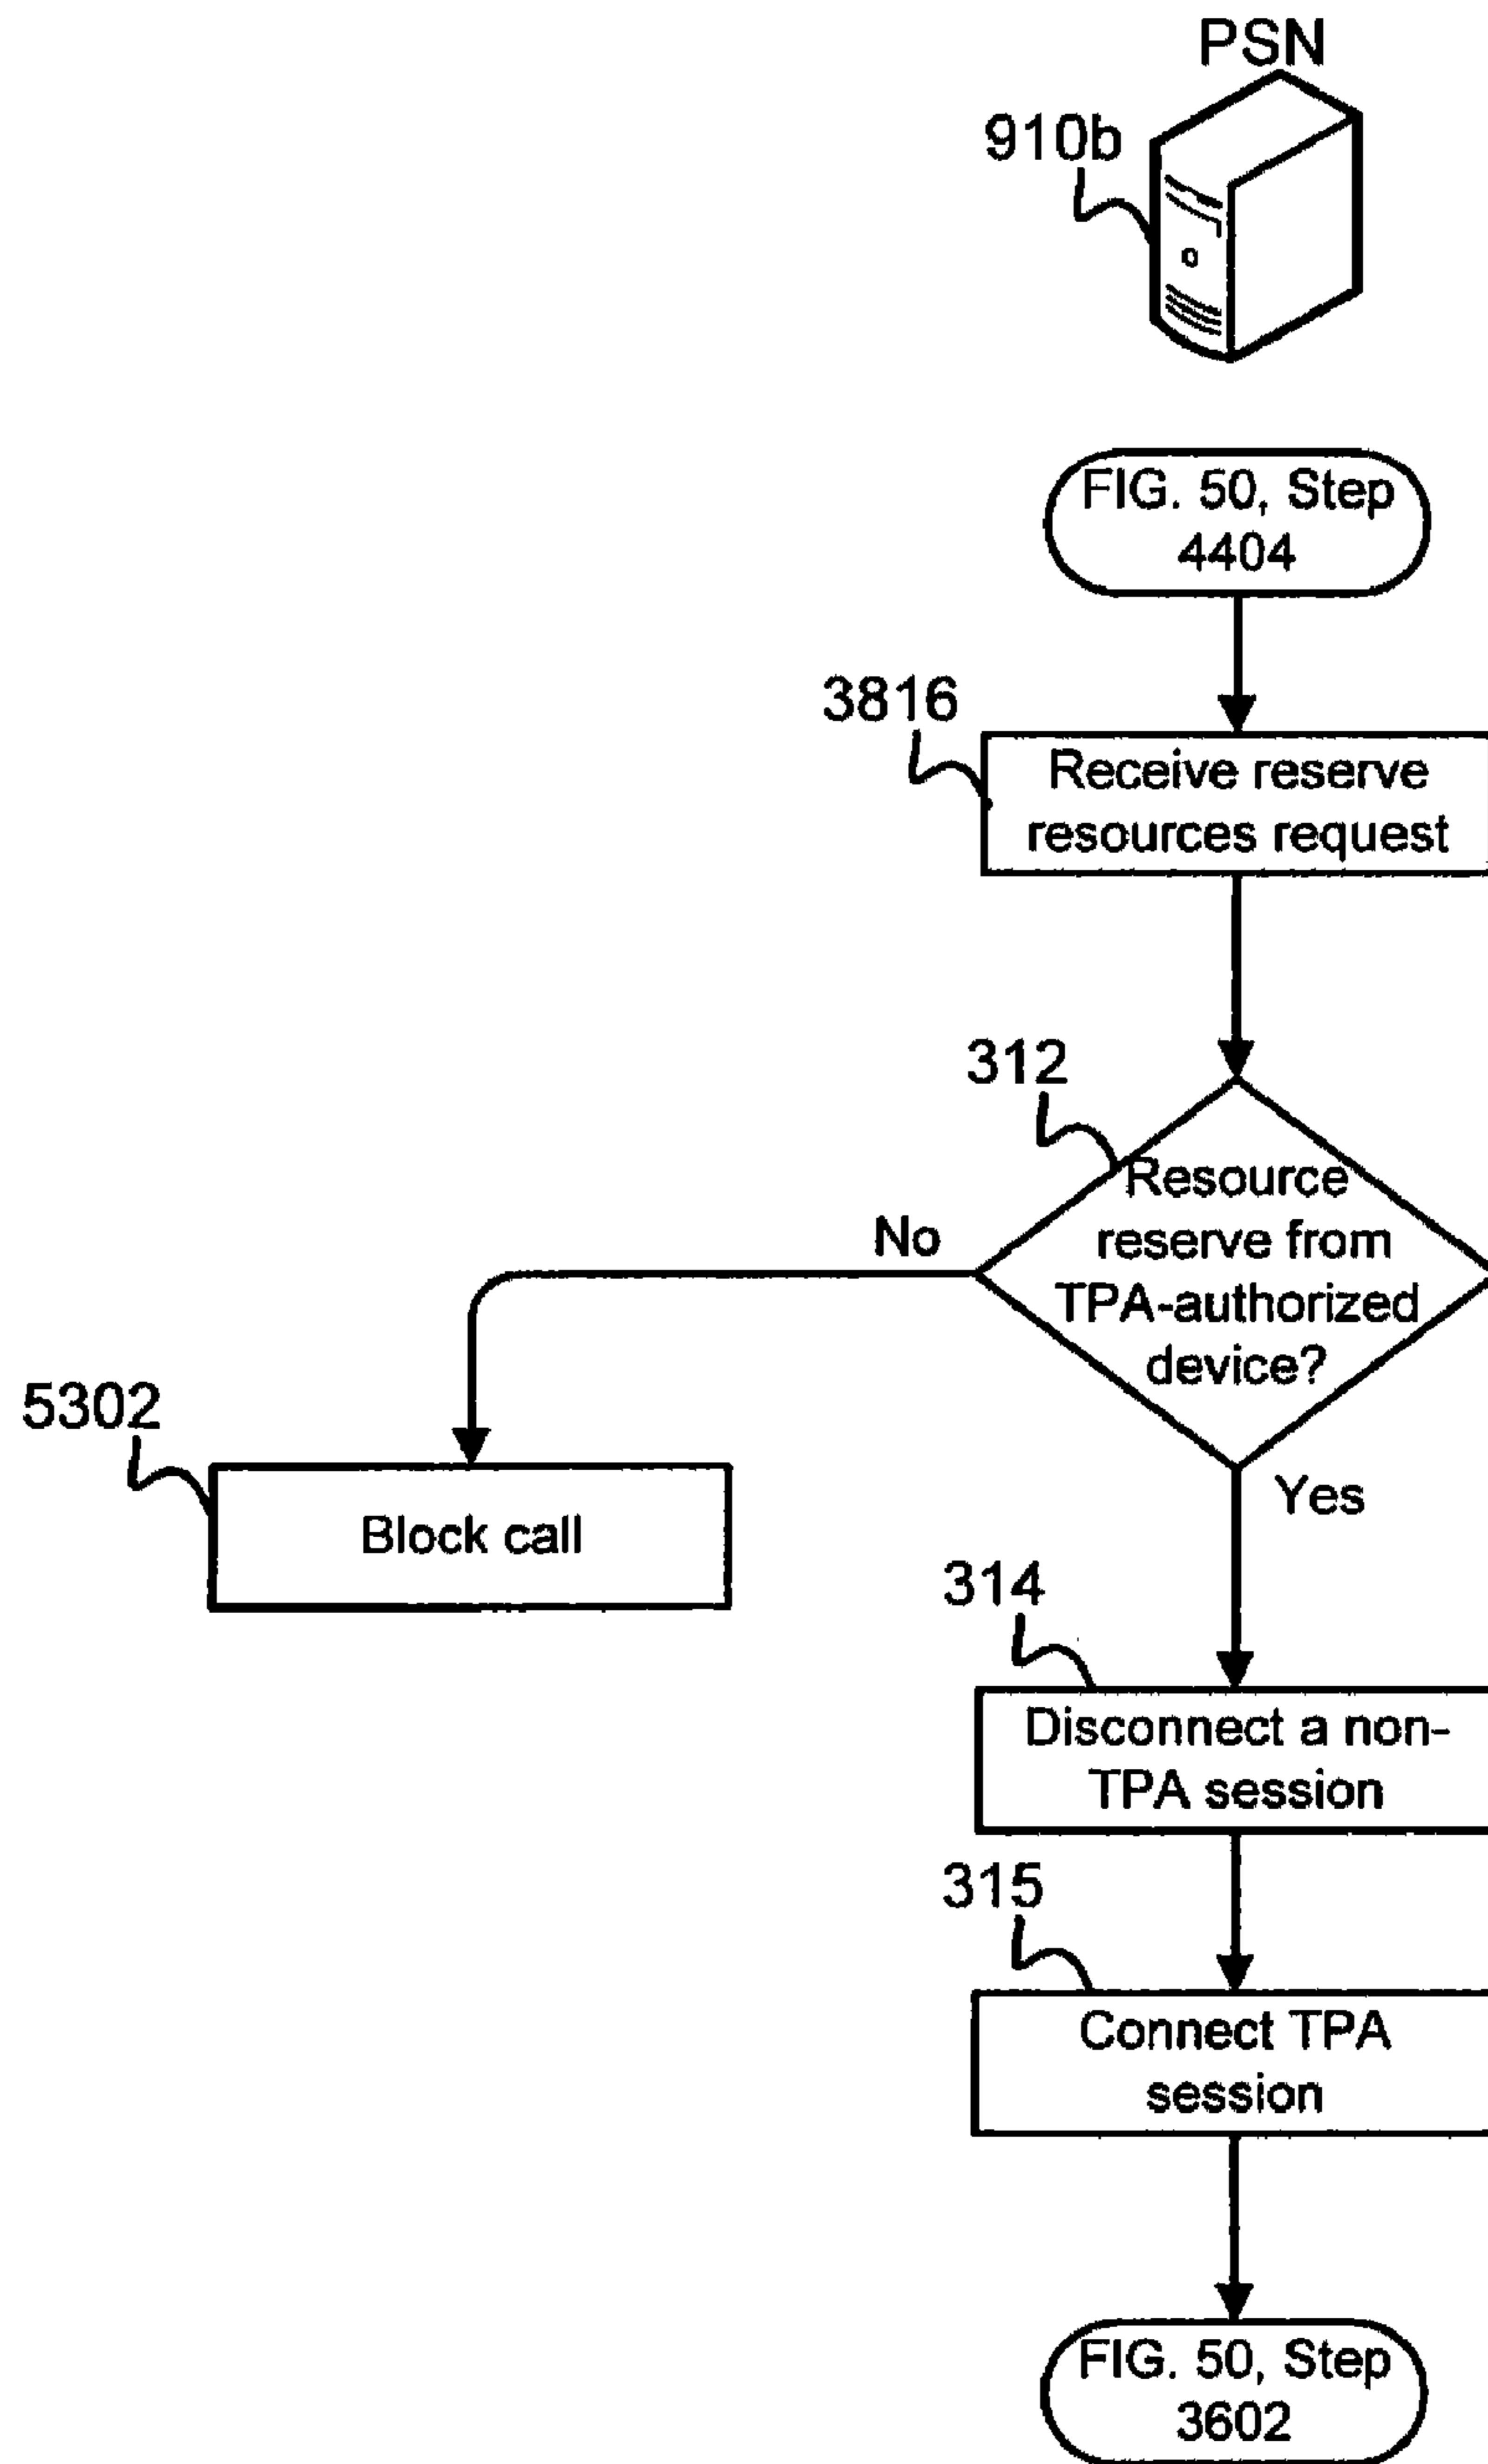 PSN
910b
FIG. 50, Step
4404
3816
Receive reserve
resources request
312
Resource
reserve from
TPA-authorized
device?
No
Yes
5302
Block call
314
Disconnect a non-
TPA session
315
Connect TPA
session
FIG. 50, Step
3602